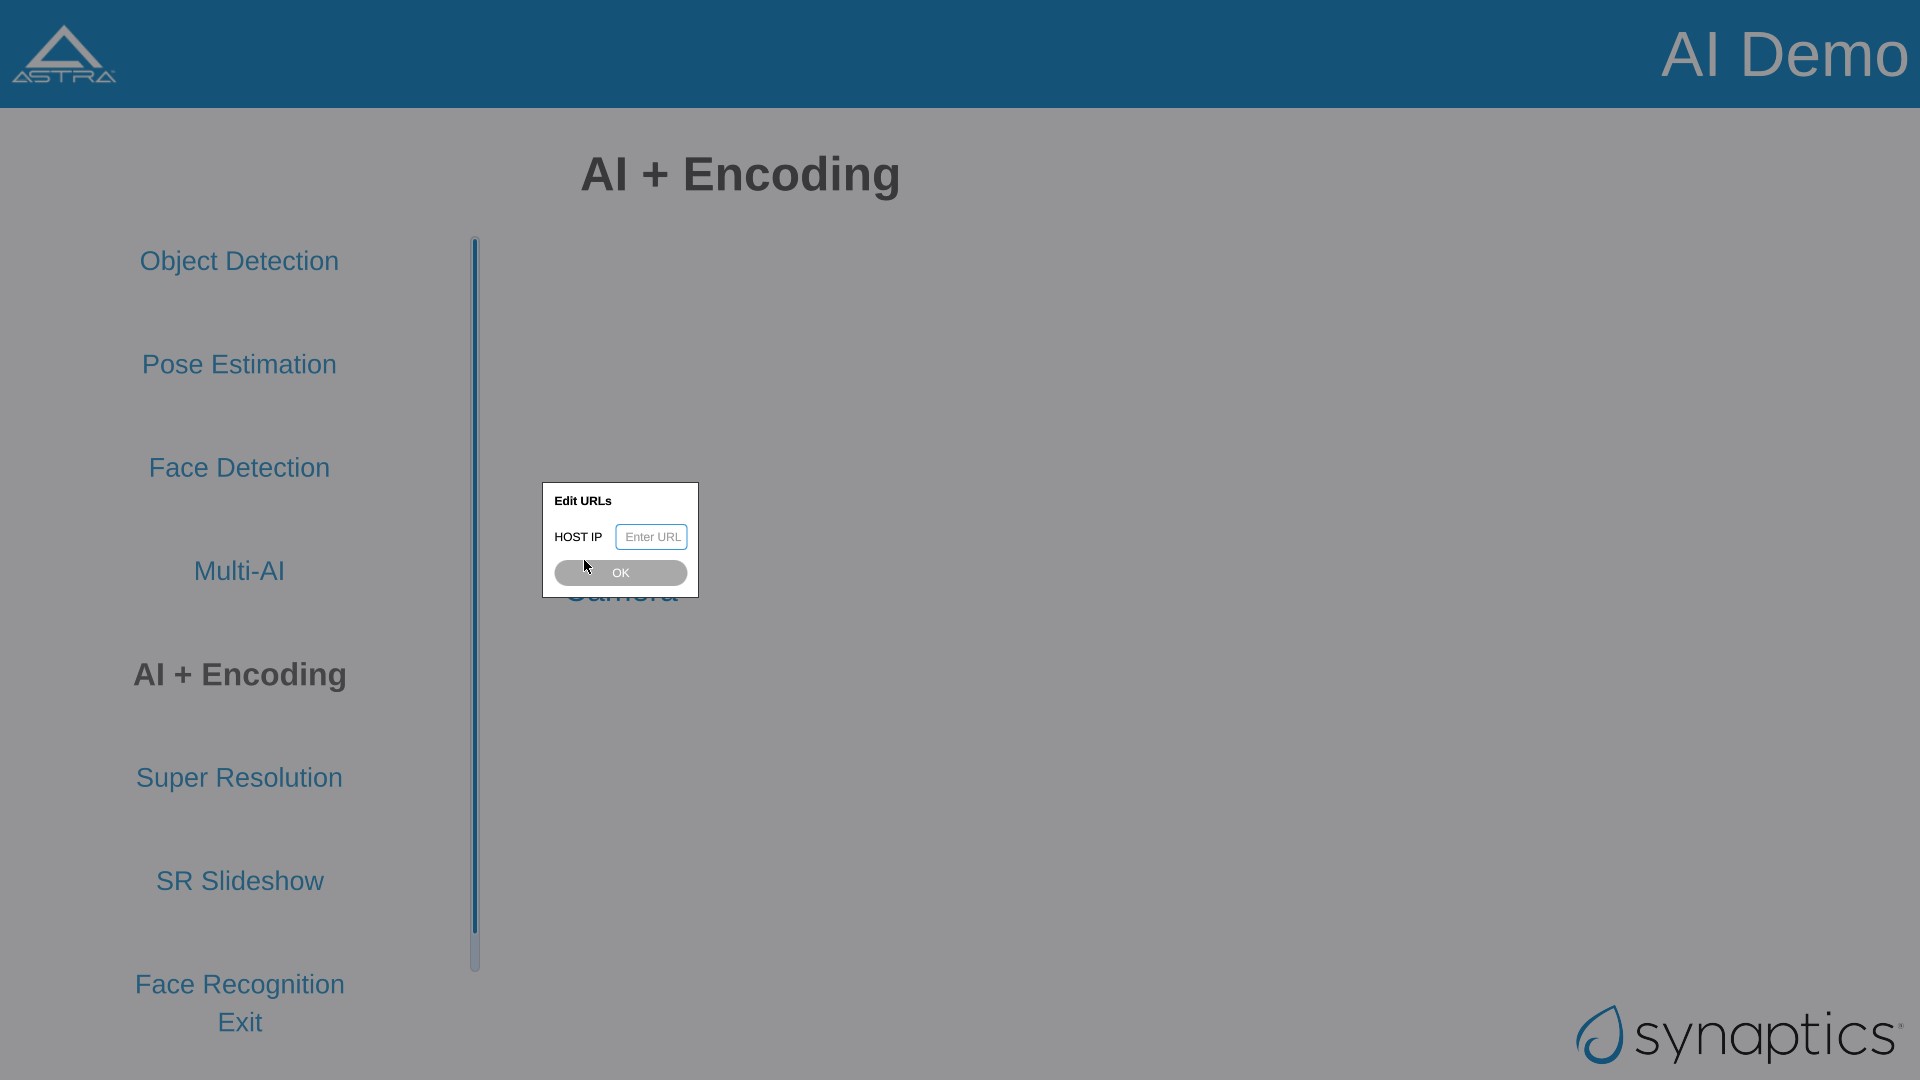 ASTRA
AI Demo
AI + Encoding
Object Detection
Pose Estimation
Face Detection
Multi-AI
AI + Encoding
Super Resolution
SR Slideshow
Face Recognition
Exit
Edit URLs
HOST IP
Enter URL
OK
Camera
synaptics